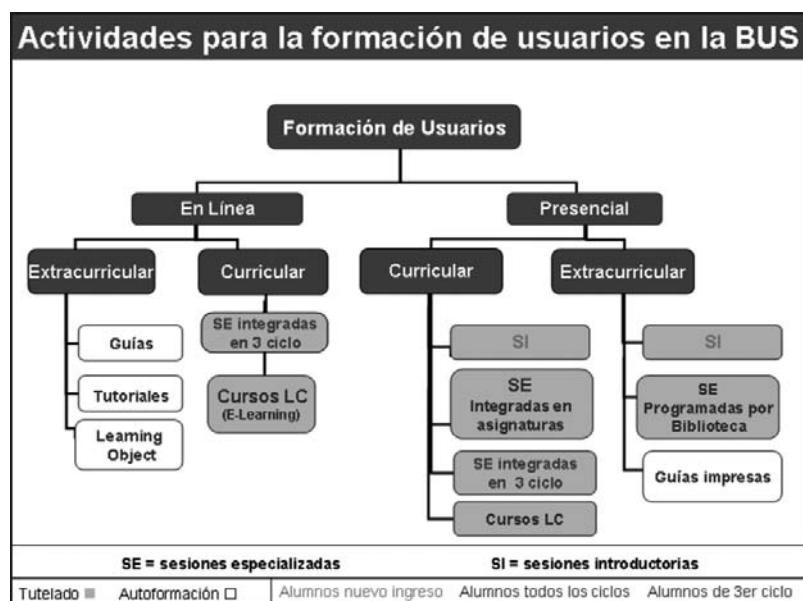 Actividades para la formación de usuarios en la BUS
Formación de Usuarios
En Línea
Presencial
Extracurricular
Curricular
Curricular
Extracurricular
Guías
Tutoriales
Learning
Object
SE integradas
en 3 ciclo
Cursos LC
(E-Learning)
SI
SE
Integradas en
asignaturas
SE integradas
en 3 ciclo
Cursos LC
SI
SE
Programadas por
Biblioteca
Guías impresas
SE = sesiones especializadas
SI = sesiones introductorias
Tutelado
Autoformación
Alumnos nuevo ingreso
Alumnos todos los ciclos
Alumnos de 3er ciclo